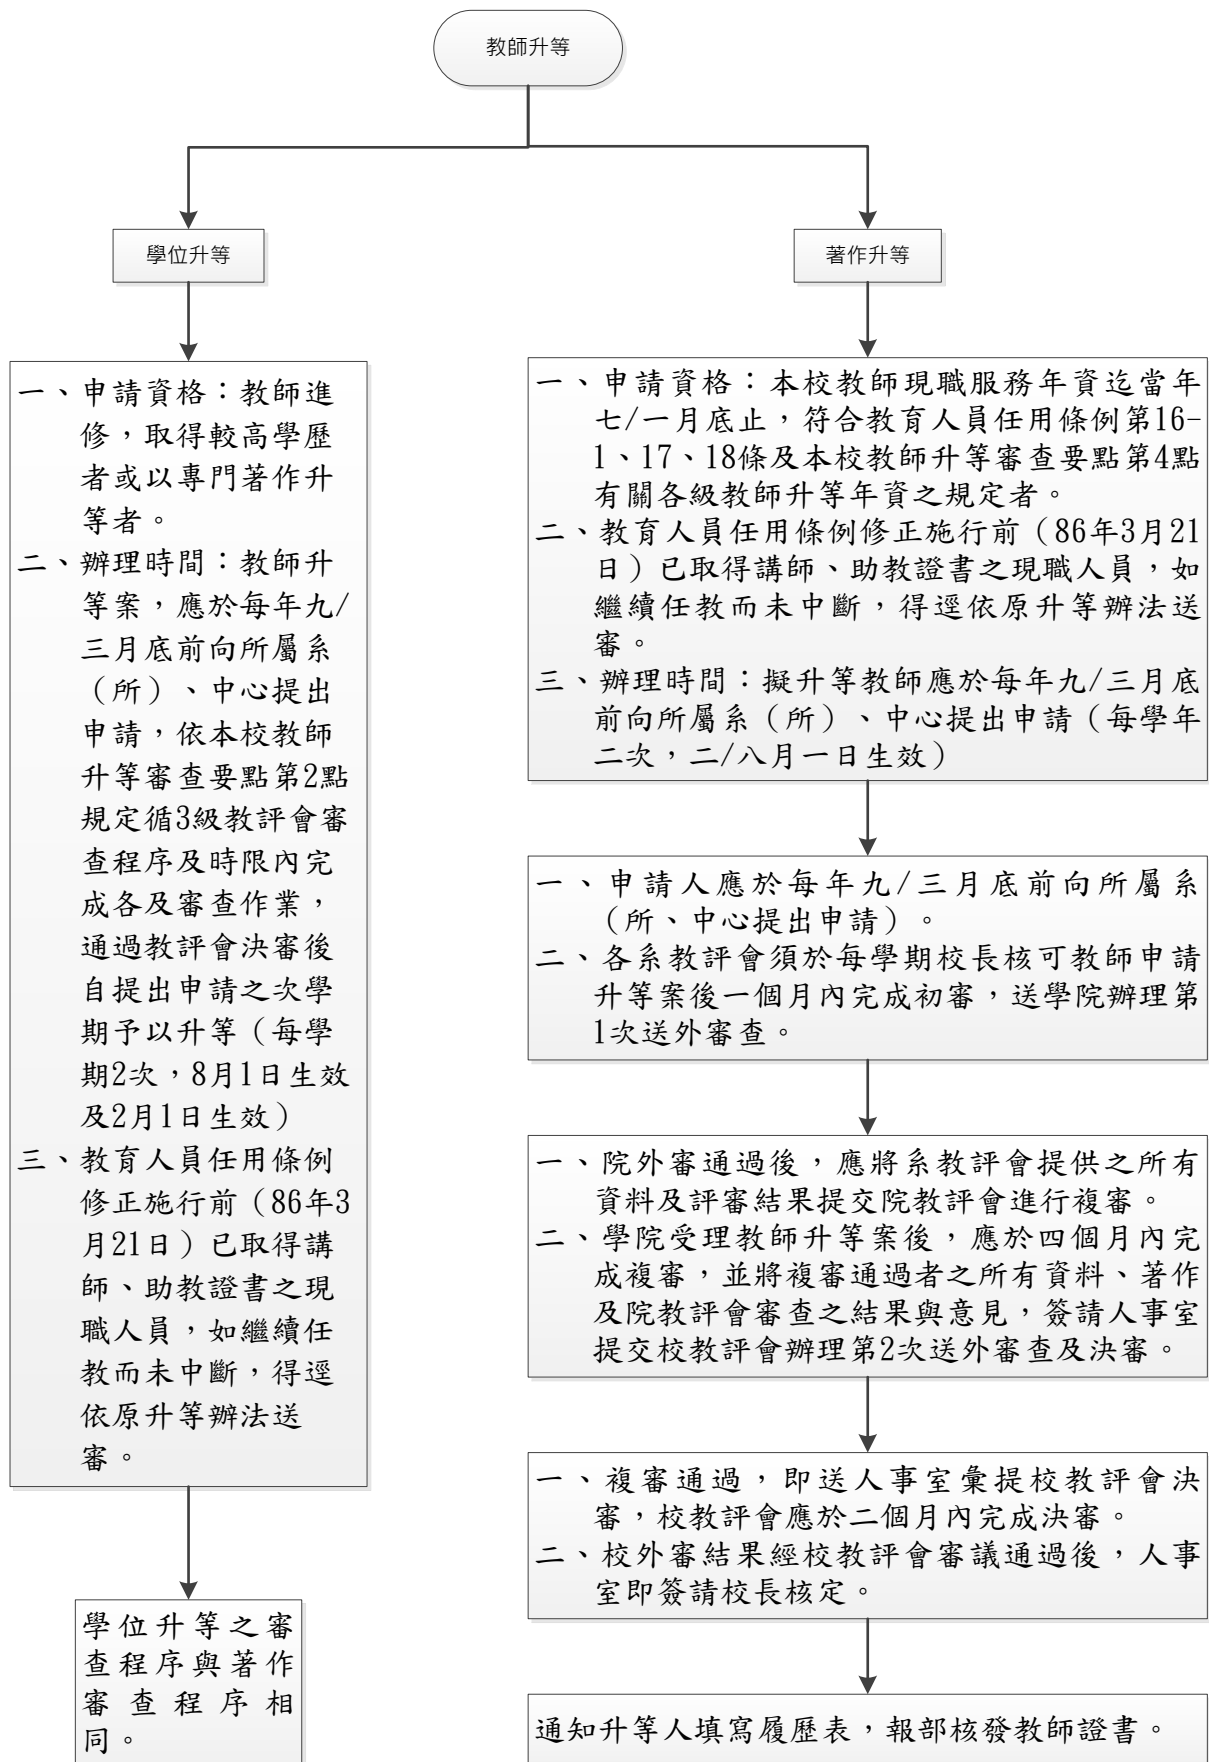 教師升等
學位升等
著作升等
一、申請資格：教師進
修，取得較高學歷
者或以專門著作升
等者。
二、辦理時間：教師升
等案，應於每年九/
三月底前向所屬系
（所）、中心提出
申請，依本校教師
升等審查要點第2點
規定循3級教評會審
查程序及時限內完
成各及審查作業，
通過教評會決審後
自提出申請之次學
期予以升等（每學
期2次，8月1日生效
及2月1日生效）
三、教育人員任用條例
修正施行前（86年3
月21日）已取得講
師、助教證書之現
職人員，如繼續任
教而未中斷，得逕
依原升等辦法送
審。
學位升等之審
查程序與著作
審查程序相
同。
一、申請資格：本校教師現職服務年資迄當年
七/一月底止，符合教育人員任用條例第16-
1、17、18條及本校教師升等審查要點第4點
有關各級教師升等年資之規定者。
二、教育人員任用條例修正施行前（86年3月21
日）已取得講師、助教證書之現職人員，如
繼續任教而未中斷，得逕依原升等辦法送
審。
三、辦理時間：擬升等教師應於每年九/三月底
前向所屬系（所）、中心提出申請（每學年
二次，二/八月一日生效）
一、申請人應於每年九/三月底前向所屬系
（所、中心提出申請）。
二、各系教評會須於每學期校長核可教師申請
升等案後一個月內完成初審，送學院辦理第
1次送外審查。
一、院外審通過後，應將系教評會提供之所有
資料及評審結果提交院教評會進行複審。
二、學院受理教師升等案後，應於四個月內完
成複審，並將複審通過者之所有資料、著作
及院教評會審查之結果與意見，簽請人事室
提交校教評會辦理第2次送外審查及決審。
一、複審通過，即送人事室彙提校教評會決
審，校教評會應於二個月內完成決審。
二、校外審結果經校教評會審議通過後，人事
室即簽請校長核定。
通知升等人填寫履歷表，報部核發教師證書。